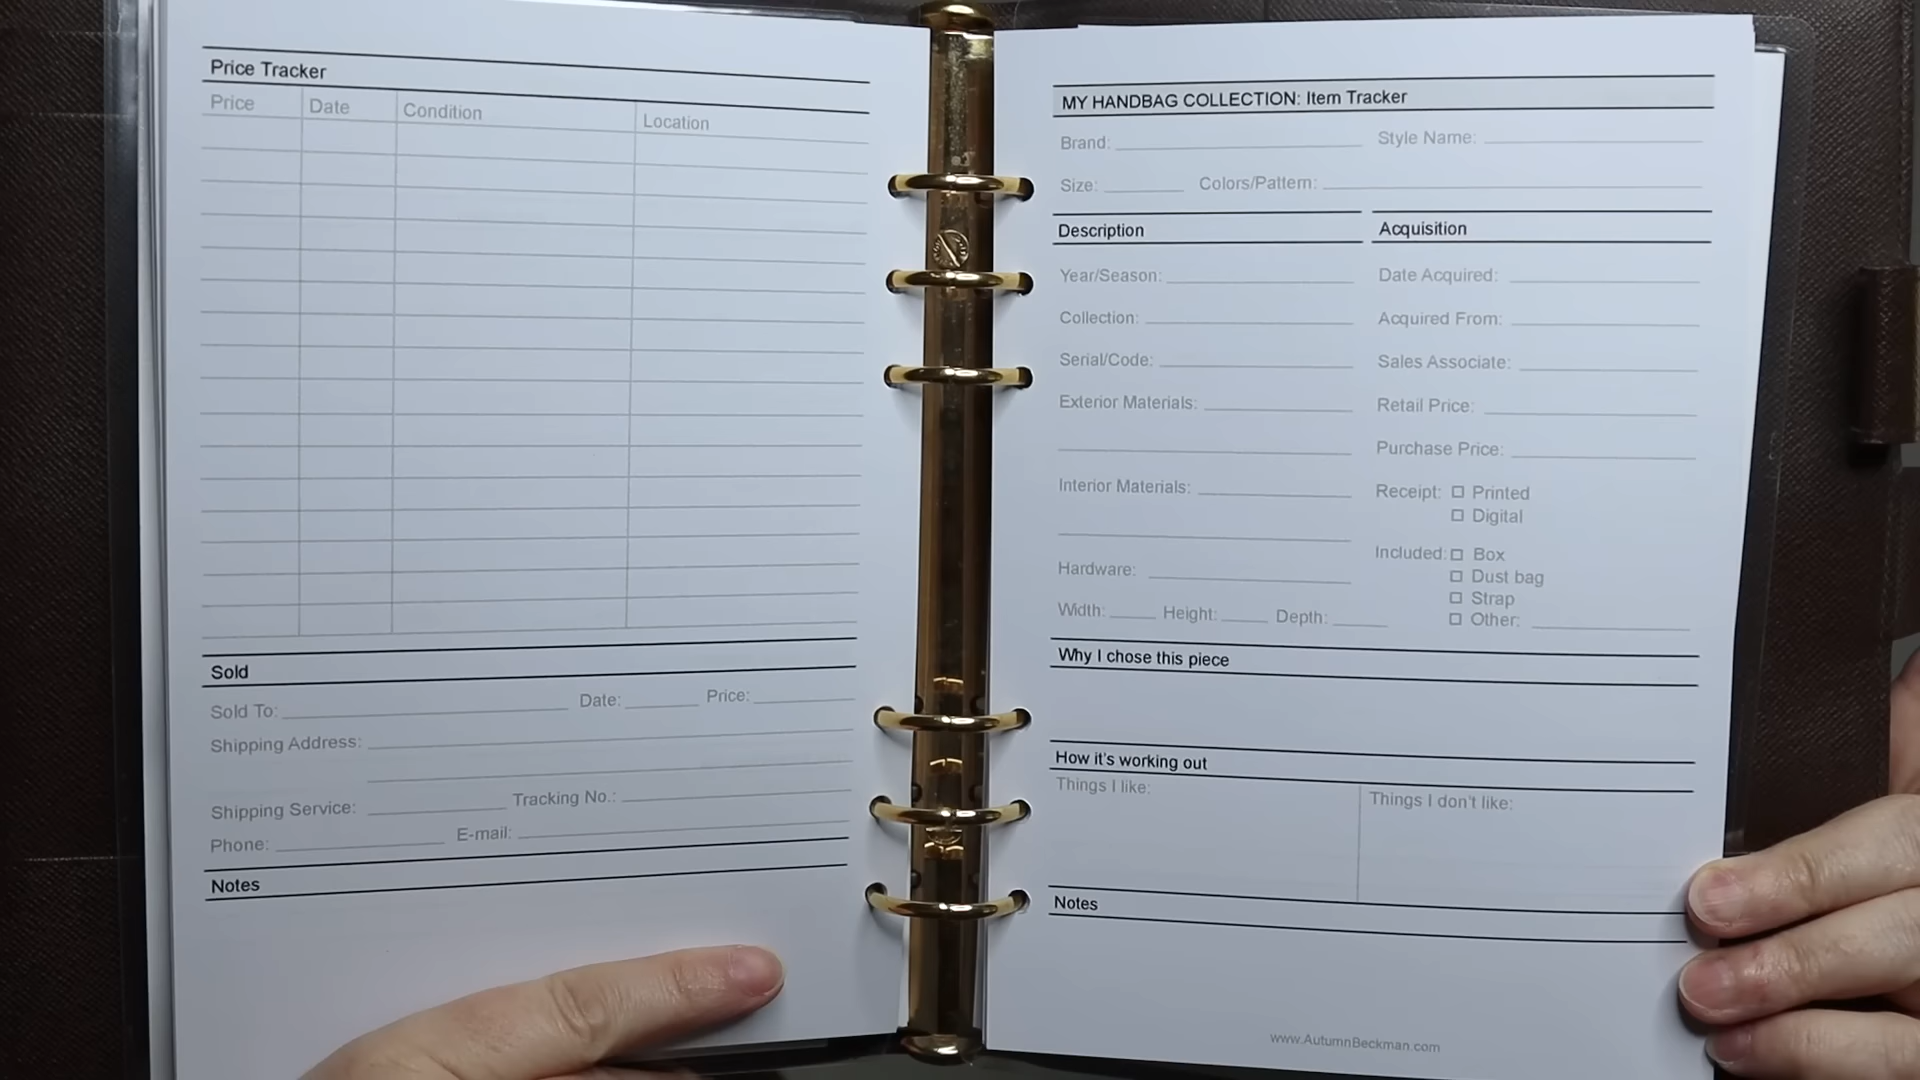 Price Tracker
Price Date Condition Location
Sold
Sold To: Date: Price:
Shipping Address:
Shipping Service: Tracking No.:
Phone: E-mail:
Notes
MY HANDBAG COLLECTION: Item Tracker
Brand: Style Name:
Size: Colors/Pattern:
Description
Year/Season:
Collection:
Serial/Code:
Exterior Materials:
Interior Materials:
Hardware:
Width: Height: Depth:
Acquisition
Date Acquired:
Acquired From:
Sales Associate:
Retail Price:
Purchase Price:
Receipt: Printed
Digital
Included: Box
Dust bag
Strap
Other:
Why I chose this piece
How it's working out
Things I like: Things I don't like:
Notes
www.AutumnBeckman.com